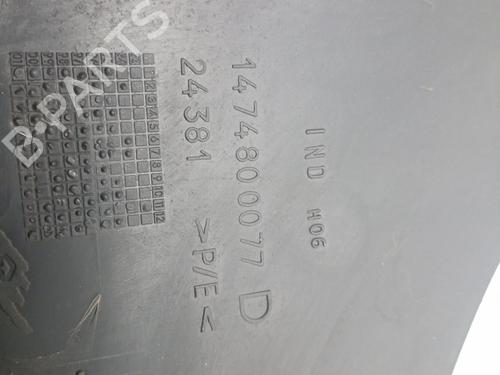 IND H06
1474800077 D
24381 >P/E<
B-PARTS